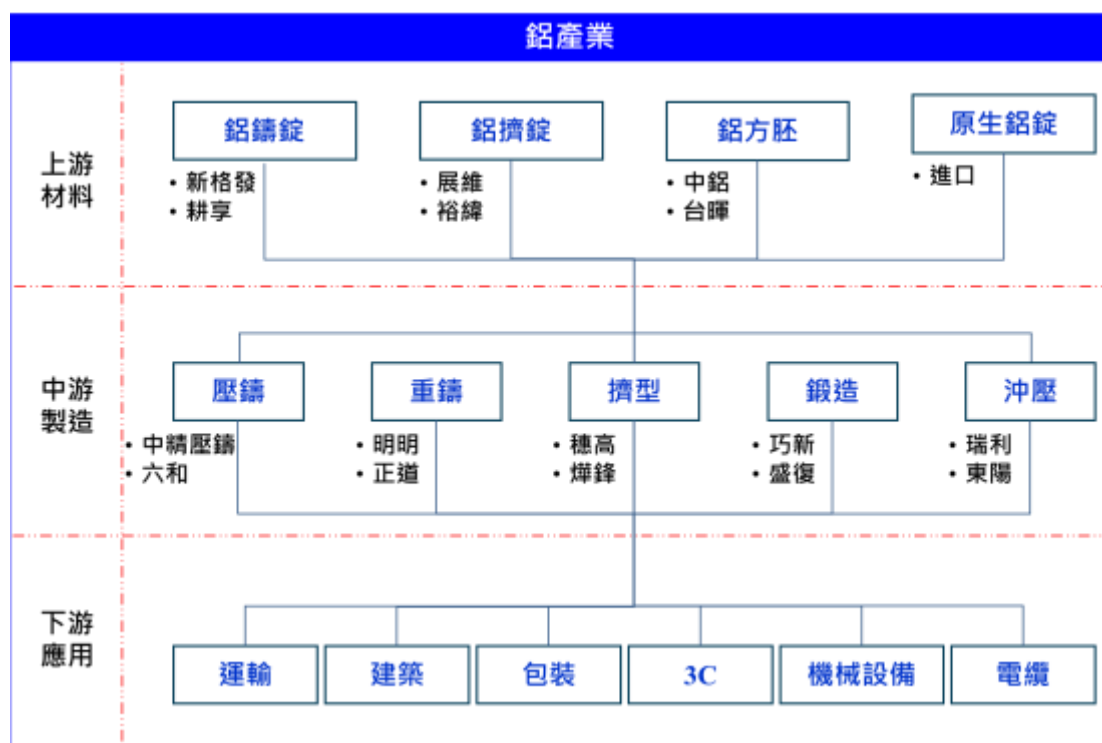 鋁產業
上游
材料
鋁鑄錠
• 新格發
• 耕享
鋁擠錠
• 展維
• 裕緯
鋁方胚
• 中鋁
• 台暉
原生鋁錠
• 進口
中游
製造
壓鑄
• 中精壓鑄
• 六和
重鑄
• 明明
• 正道
擠型
• 穗高
• 燁鋒
鍛造
• 巧新
• 盛復
沖壓
• 瑞利
• 東陽
下游
應用
運輸
建築
包裝
3C
機械設備
電纜